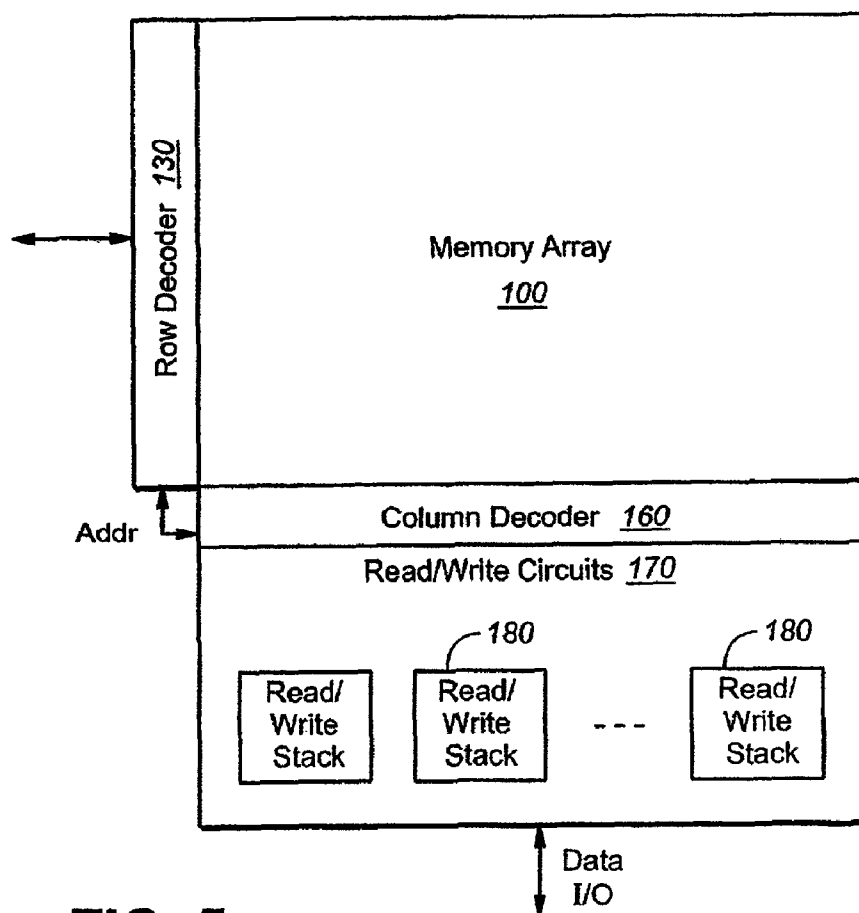 Row Decoder 130
Memory Array
100
Addr
Column Decoder 160
Read/Write Circuits 170
180
180
Read/
Write
Stack
Read/
Write
Stack
- - -
Read/
Write
Stack
Data
I/O